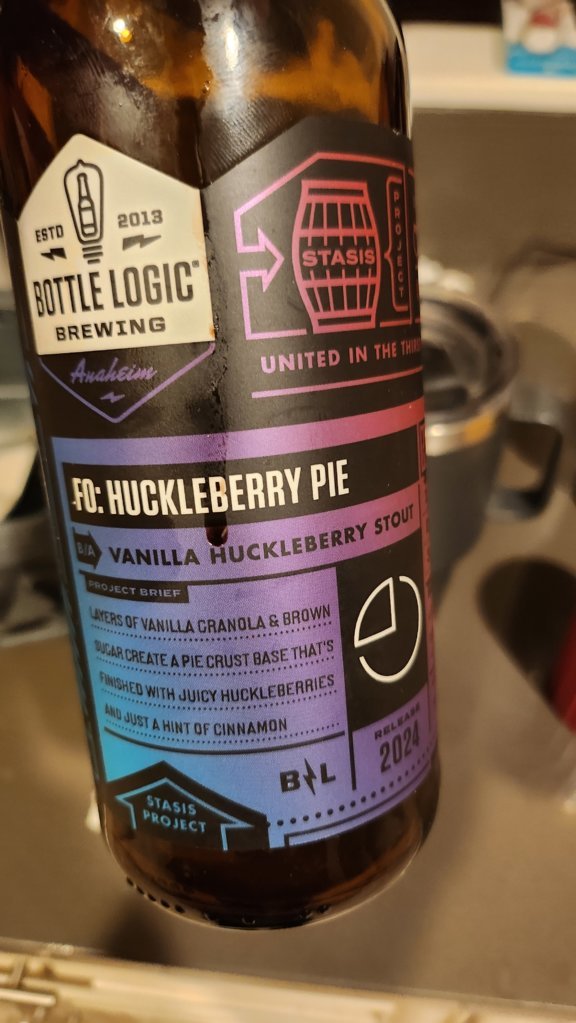 ESTD 2013
BOTTLE LOGIC
BREWING
Anaheim
STASIS
PROJECT
UNITED IN THE
FO: HUCKLEBERRY PIE
B/A VANILLA HUCKLEBERRY STOUT
PROJECT BRIEF
LAYERS OF VANILLA GRANOLA & BROWN
SUGAR CREATE A PIE CRUST BASE THAT'S
FINISHED WITH JUICY HUCKLEBERRIES
AND JUST A HINT OF CINNAMON
RELEASE
2024
B L
STASIS
PROJECT